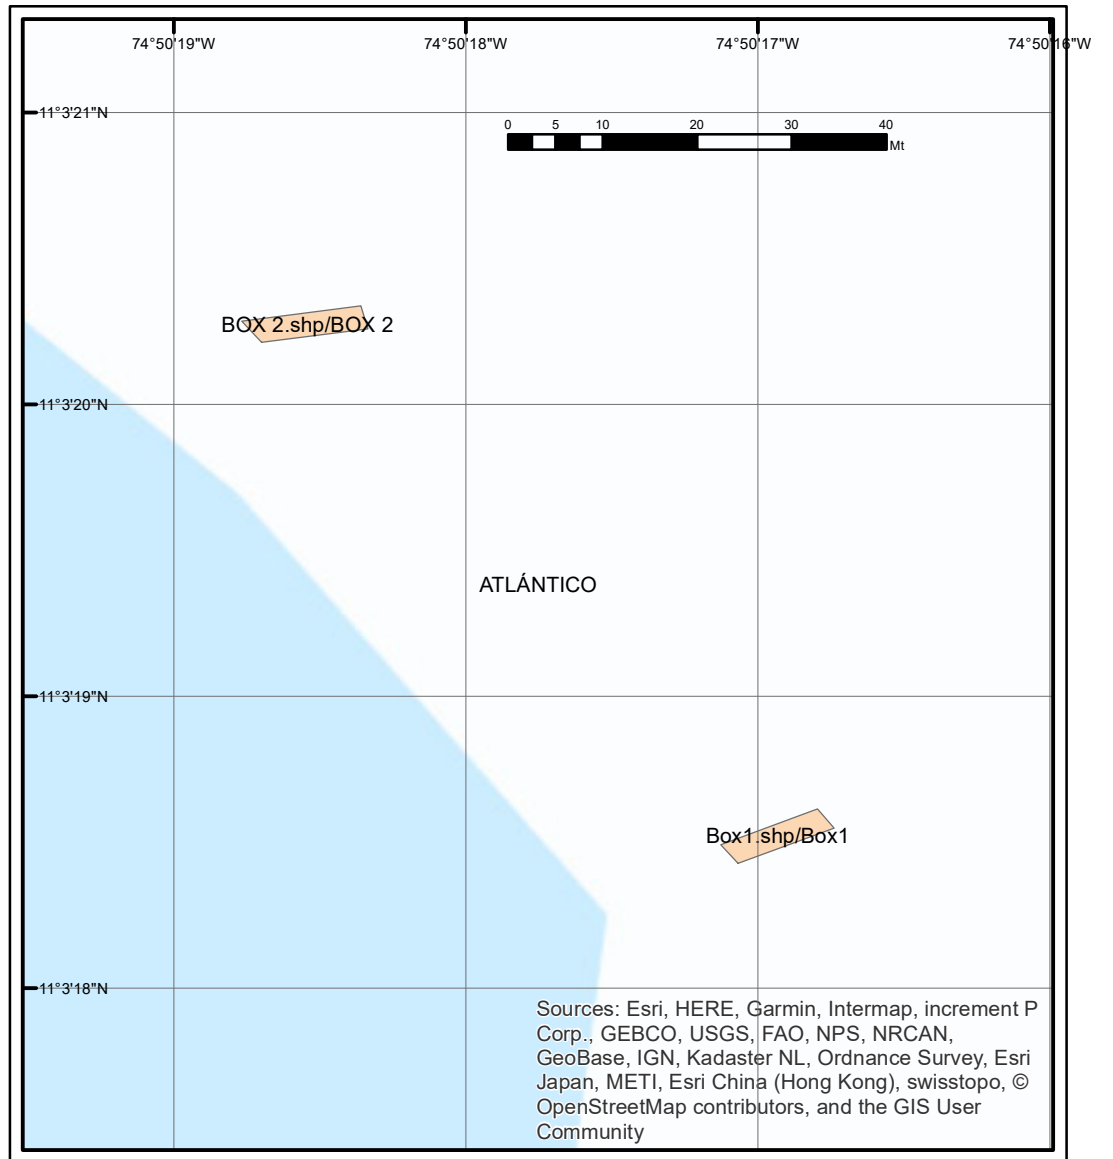 74°50'19"W
74°50'18"W
74°50'17"W
74°50'16"W
11°3'21"N
0
5
10
20
30
40
Mt
BOX 2.shp/BOX 2
11°3'20"N
ATLÁNTICO
11°3'19"N
Box1.shp/Box1
11°3'18"N
Sources: Esri, HERE, Garmin, Intermap, increment P
Corp., GEBCO, USGS, FAO, NPS, NRCAN,
GeoBase, IGN, Kadaster NL, Ordnance Survey, Esri
Japan, METI, Esri China (Hong Kong), swisstopo, ©
OpenStreetMap contributors, and the GIS User
Community